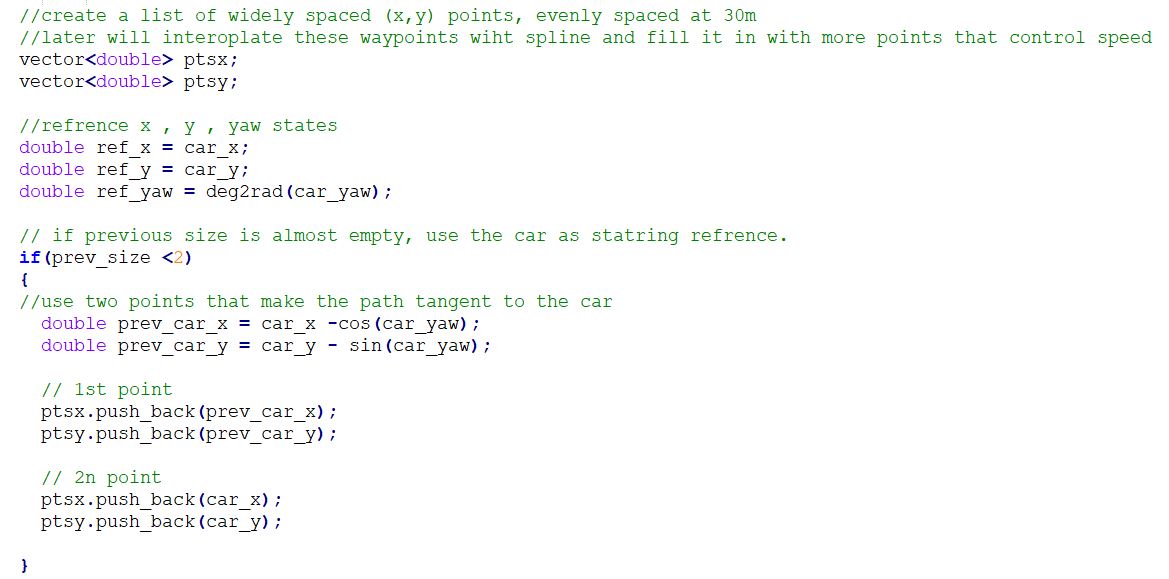 //create a list of widely spaced (x,y) points, evenly spaced at 30m
//later will interoplate these waypoints wiht spline and fill it in with more points that control speed
vector<double> ptsx;
vector<double> ptsy;
//refrence x , y , yaw states
double ref_x = car_x;
double ref_y = car_y;
double ref_yaw = deg2rad(car_yaw);
// if previous size is almost empty, use the car as statring refrence.
if(prev_size <2)
{
//use two points that make the path tangent to the car
double prev_car_x = car_x -cos(car_yaw);
double prev_car_y = car_y - sin(car_yaw);
// 1st point
ptsx.push_back(prev_car_x);
ptsy.push_back(prev_car_y);
// 2n point
ptsx.push_back(car_x);
ptsy.push_back(car_y);
}